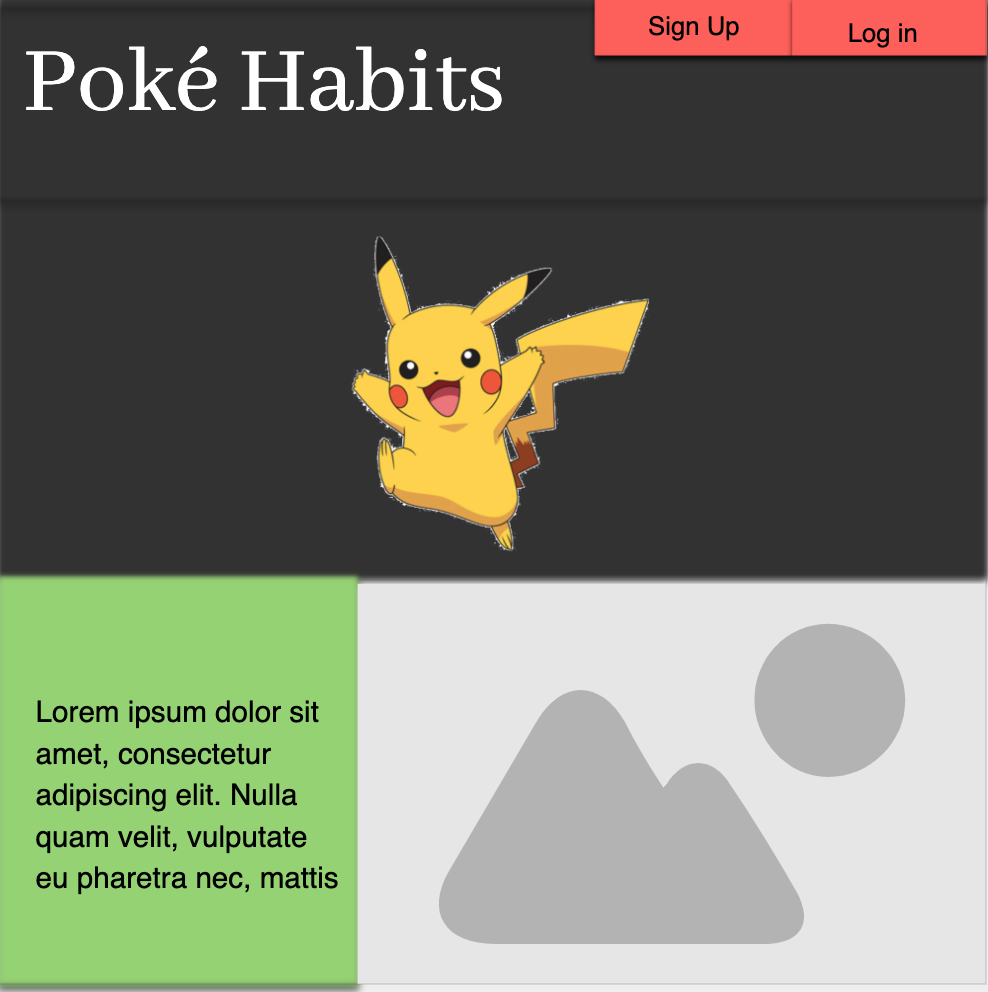 Sign Up
Log in
Poké Habits
Lorem ipsum dolor sit
amet, consectetur
adipiscing elit. Nulla
quam velit, vulputate
eu pharetra nec, mattis